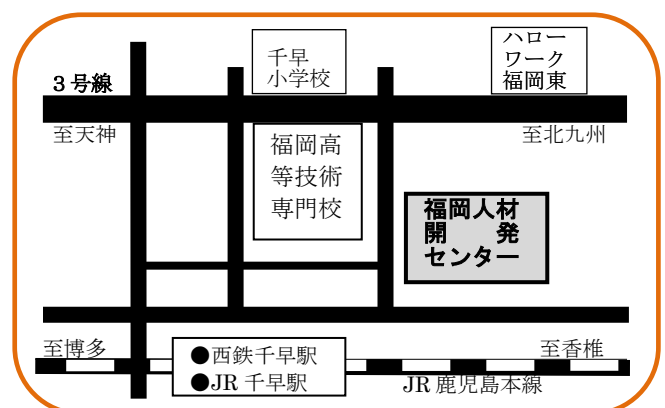 千早
小学校
ハロー
ワーク
福岡東
3号線
至天神
至北九州
福岡高
等技術
専門校
福岡人材
開　発
センター
至博多
●西鉄千早駅
●JR 千早駅
至香椎
JR 鹿児島本線